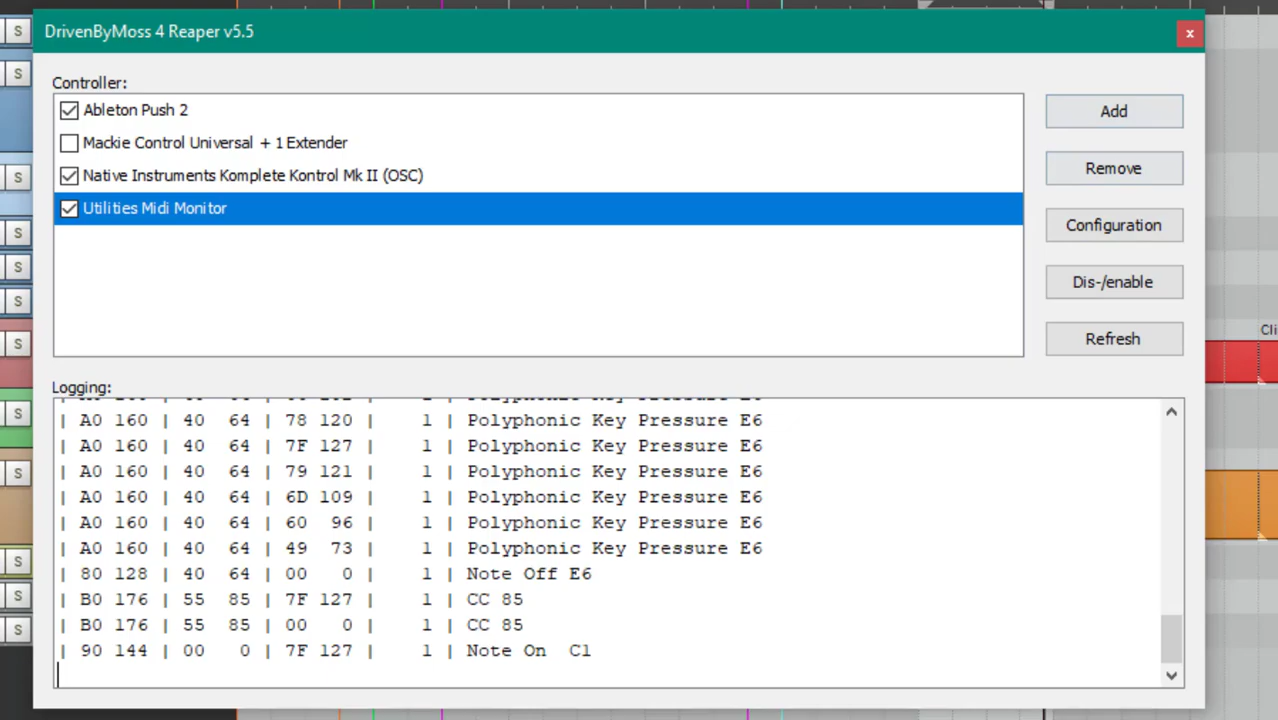 DrivenByMoss 4 Reaper v5.5
x
Controller:
Ableton Push 2
Mackie Control Universal + 1 Extender
Native Instruments Komplete Kontrol Mk II (OSC)
Utilities Midi Monitor
Add
Remove
Configuration
Dis-/enable
Refresh
Logging:
| A0 160 | 40 64 | 78 120 | 1 | Polyphonic Key Pressure E6
| A0 160 | 40 64 | 7F 127 | 1 | Polyphonic Key Pressure E6
| A0 160 | 40 64 | 79 121 | 1 | Polyphonic Key Pressure E6
| A0 160 | 40 64 | 6D 109 | 1 | Polyphonic Key Pressure E6
| A0 160 | 40 64 | 60 96 | 1 | Polyphonic Key Pressure E6
| A0 160 | 40 64 | 49 73 | 1 | Polyphonic Key Pressure E6
| 80 128 | 40 64 | 00 0 | 1 | Note Off E6
| B0 176 | 55 85 | 7F 127 | 1 | CC 85
| B0 176 | 55 85 | 00 0 | 1 | CC 85
| 90 144 | 00 0 | 7F 127 | 1 | Note On C1
S
S
S
S
S
S
S
S
S
S
S
S
Cli